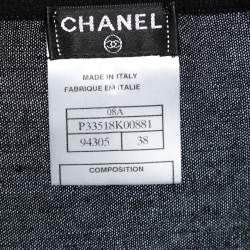 CHANEL
MADE IN ITALY
FABRIQUE EN ITALIE
08A
P33518K00881
94305 38
COMPOSITION